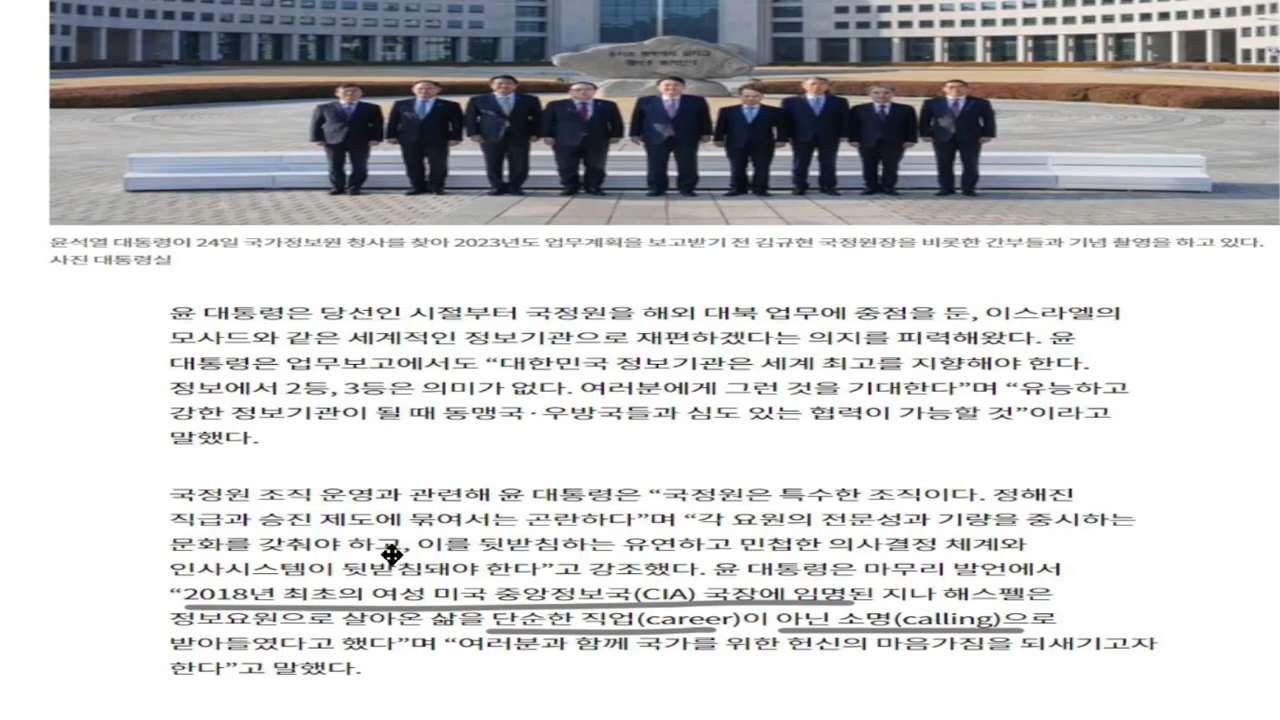 윤석열 대통령이 24일 국가정보원 청사를 찾아 2023년도 업무계획을 보고받기 전 김규현 국정원장을 비롯한 간부들과 기념 촬영을 하고 있다.
사진 대통령실
윤 대통령은 당선인 시절부터 국정원을 해외 대북 업무에 중점을 둔, 이스라엘의
모사드와 같은 세계적인 정보기관으로 재편하겠다는 의지를 피력해왔다. 윤
대통령은 업무보고에서도 “대한민국 정보기관은 세계 최고를 지향해야 한다.
정보에서 2등, 3등은 의미가 없다. 여러분에게 그런 것을 기대한다”며 “유능하고
강한 정보기관이 될 때 동맹국·우방국들과 심도 있는 협력이 가능할 것”이라고
말했다.
국정원 조직 운영과 관련해 윤 대통령은 “국정원은 특수한 조직이다. 정해진
직급과 승진 제도에 묶여서는 곤란하다”며 “각 요원의 전문성과 기량을 중시하는
문화를 갖춰야 하고, 이를 뒷받침하는 유연하고 민첩한 의사결정 체계와
인사시스템이 뒷받침돼야 한다”고 강조했다. 윤 대통령은 마무리 발언에서
“2018년 최초의 여성 미국 중앙정보국(CIA) 국장에 임명된 지나 해스펠은
정보요원으로 살아온 삶을 단순한 직업(career)이 아닌 소명(calling)으로
받아들였다고 했다”며 “여러분과 함께 국가를 위한 헌신의 마음가짐을 되새기고자
한다”고 말했다.